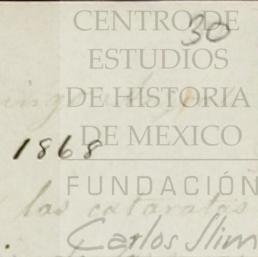 30
CENTRO DE
ESTUDIOS
DE HISTORIA
DE MEXICO
1868
FUNDACIÓN
las cataratas
Carlos Slim